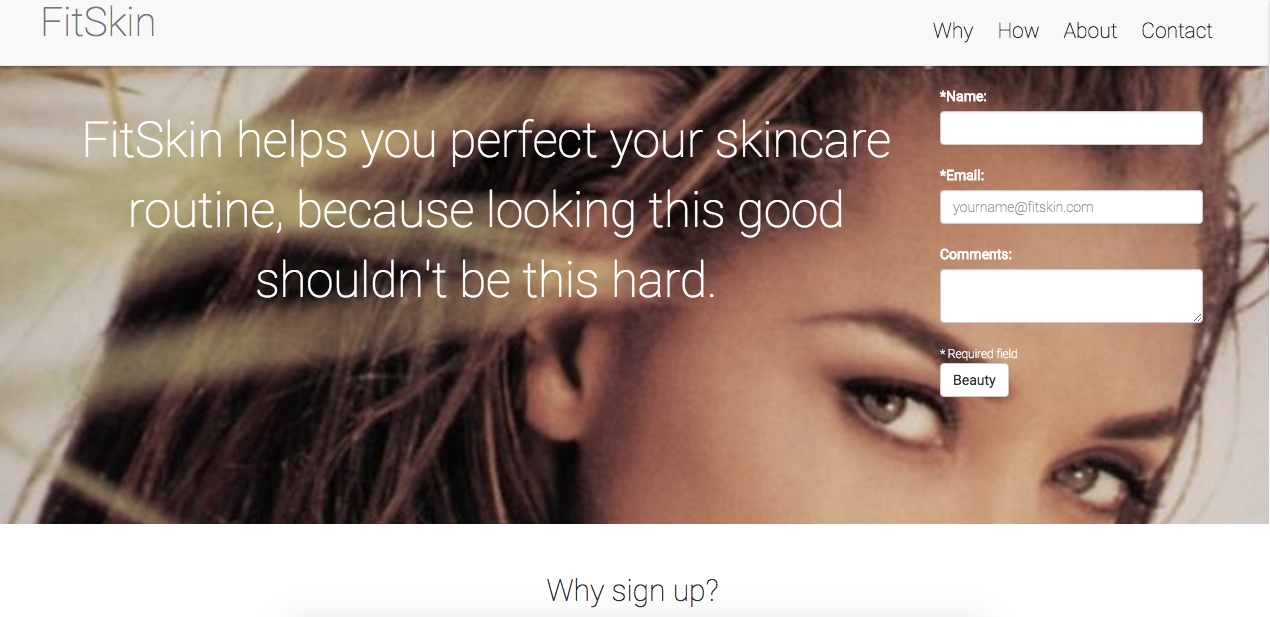 FitSkin
Why How About Contact
FitSkin helps you perfect your skincare
routine, because looking this good
shouldn't be this hard.
*Name:
*Email:
yourname@fitskin.com
Comments:
* Required field
Beauty
Why sign up?